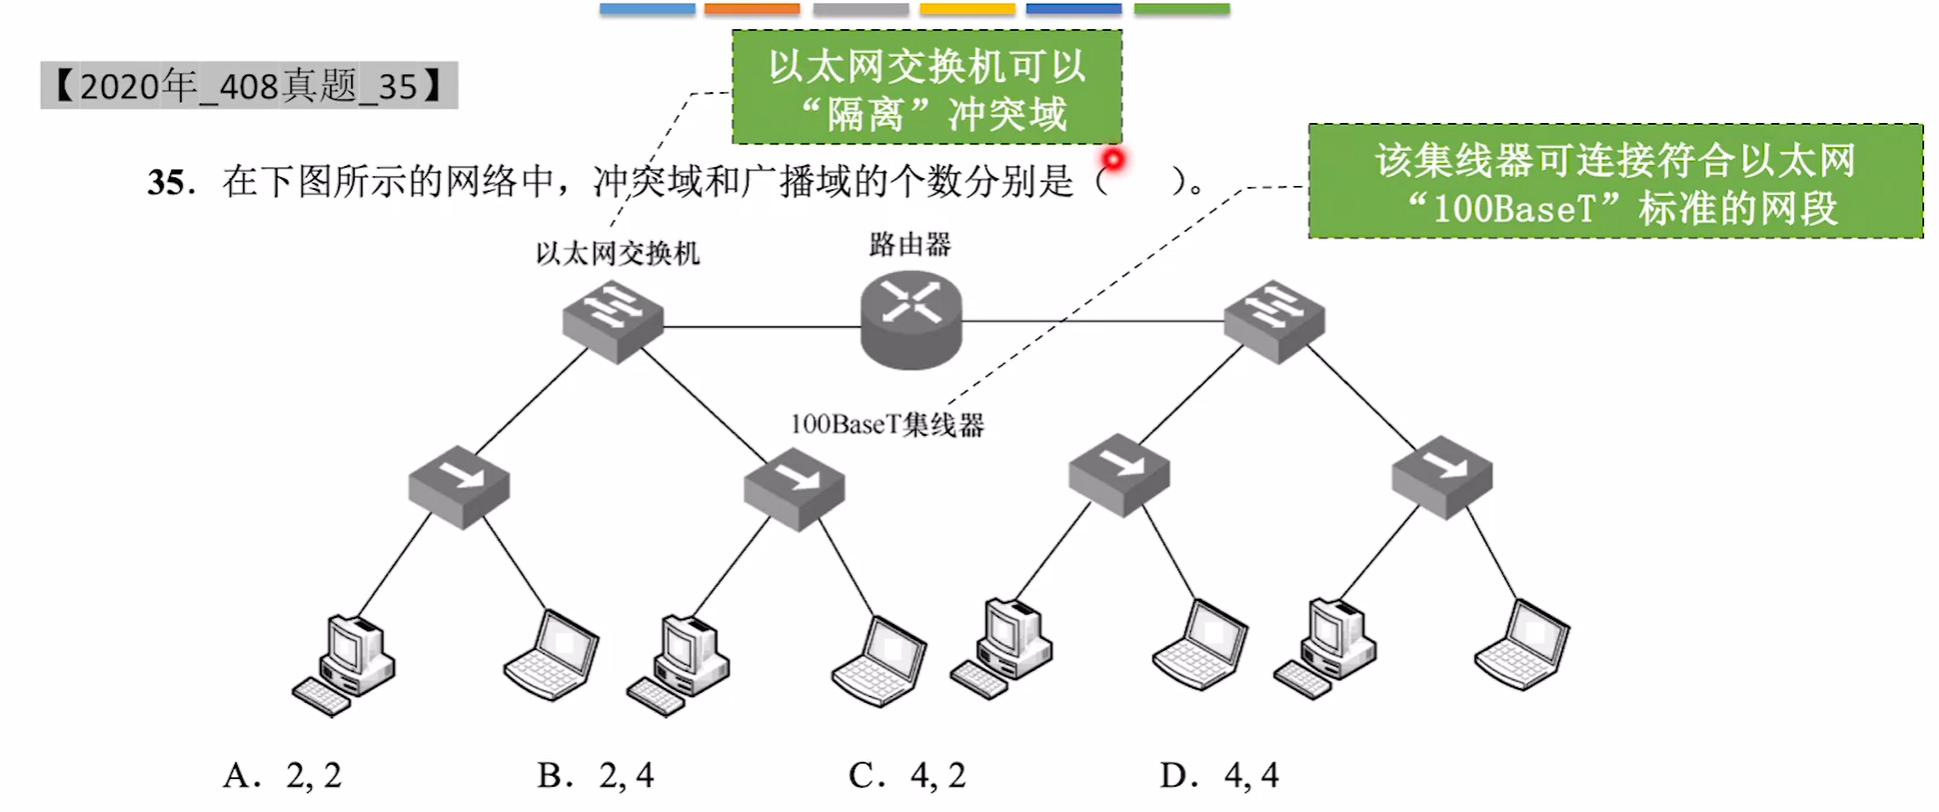 以太网交换机可以
“隔离”冲突域
【2020年_408真题_35】
该集线器可连接符合以太网
“100BaseT”标准的网段
35. 在下图所示的网络中，冲突域和广播域的个数分别是（　　）。
以太网交换机
路由器
100BaseT集线器
A. 2, 2　　B. 2, 4　　C. 4, 2　　D. 4, 4